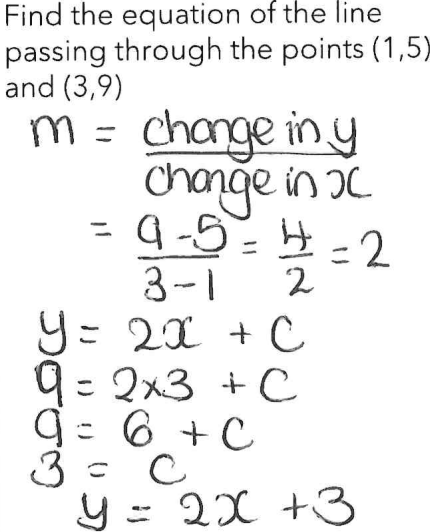 Find the equation of the line
passing through the points (1,5)
and (3,9)
m = change in y
change in x
= 9-5 = 4 = 2
3-1 2
y = 2x + C
9 = 2×3 + C
9 = 6 + C
3 = C
y = 2x +3